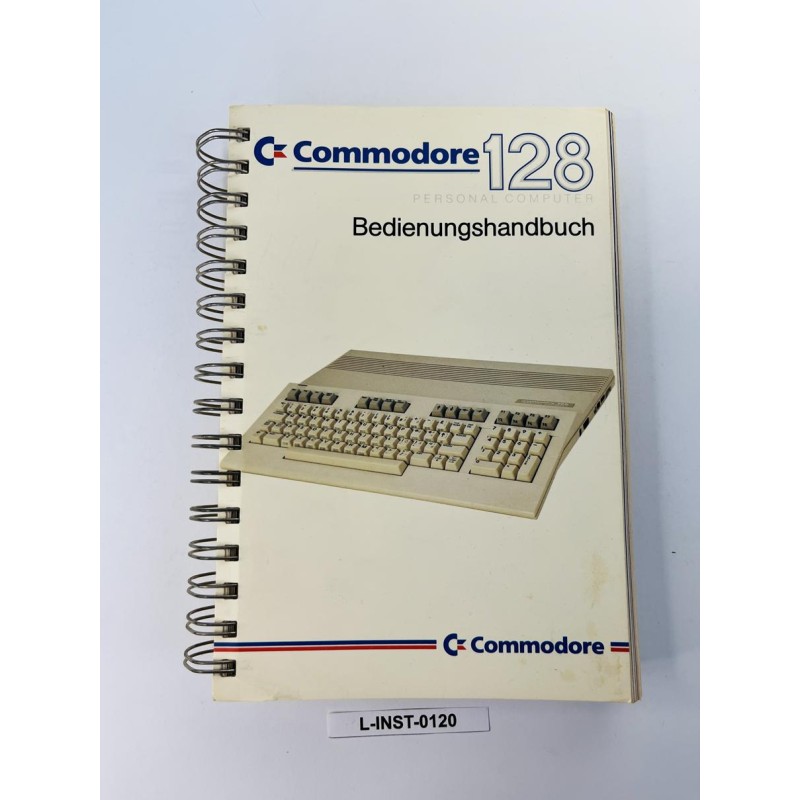 Commodore 128
PERSONAL COMPUTER
Bedienungshandbuch
Commodore
L-INST-0120